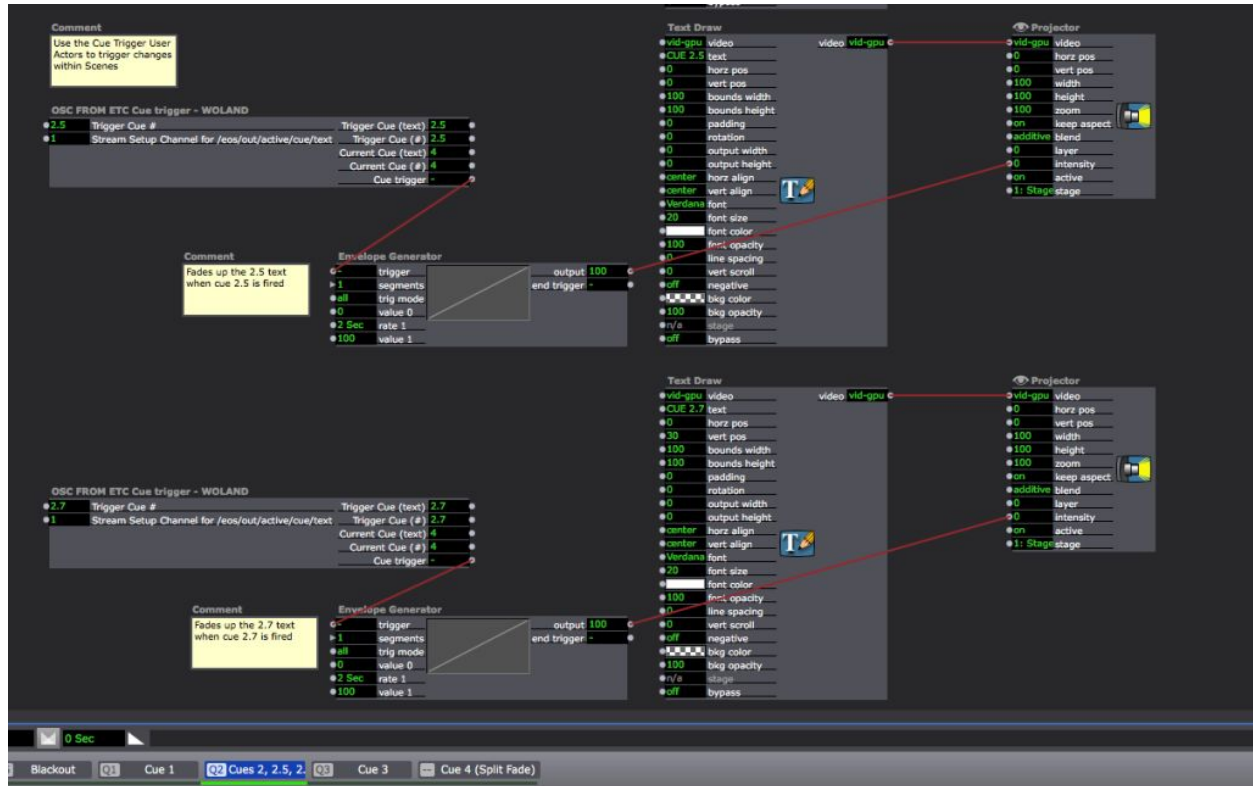 bypass
Comment
Use the Cue Trigger User
Actors to trigger changes
within Scenes
OSC FROM ETC Cue trigger - WOLAND
2.5 Trigger Cue # Trigger Cue (text) 2.5
1 Stream Setup Channel for /eos/out/active/cue/text Trigger Cue (#) 2.5
Current Cue (text) 4
Current Cue (#) 4
Cue trigger -
Comment
Fades up the 2.5 text
when cue 2.5 is fired
Envelope Generator
- trigger output 100
1 segments end trigger -
all trig mode
0 value 0
2 Sec rate 1
100 value 1
Text Draw
vid-gpu video video vid-gpu
CUE 2.5 text
0 horz pos
0 vert pos
100 bounds width
100 bounds height
0 padding
0 rotation
0 output width
0 output height
center horz align
center vert align
Verdana font
20 font size
font color
100 font opacity
0 line spacing
0 vert scroll
off negative
bkg color
100 bkg opacity
n/a stage
off bypass
T
Projector
vid-gpu video
0 horz pos
0 vert pos
100 width
100 height
100 zoom
on keep aspect
additive blend
0 layer
0 intensity
on active
1: Stage stage
OSC FROM ETC Cue trigger - WOLAND
2.7 Trigger Cue # Trigger Cue (text) 2.7
1 Stream Setup Channel for /eos/out/active/cue/text Trigger Cue (#) 2.7
Current Cue (text) 4
Current Cue (#) 4
Cue trigger -
Comment
Fades up the 2.7 text
when cue 2.7 is fired
Envelope Generator
- trigger output 100
1 segments end trigger -
all trig mode
0 value 0
2 Sec rate 1
100 value 1
Text Draw
vid-gpu video video vid-gpu
CUE 2.7 text
0 horz pos
30 vert pos
100 bounds width
100 bounds height
0 padding
0 rotation
0 output width
0 output height
center horz align
center vert align
Verdana font
20 font size
font color
100 font opacity
0 line spacing
0 vert scroll
off negative
bkg color
100 bkg opacity
n/a stage
off bypass
T
Projector
vid-gpu video
0 horz pos
0 vert pos
100 width
100 height
100 zoom
on keep aspect
additive blend
0 layer
0 intensity
on active
1: Stage stage
0 Sec
Blackout Q1 Cue 1 Q2 Cues 2, 2.5, 2. Q3 Cue 3 -- Cue 4 (Split Fade)